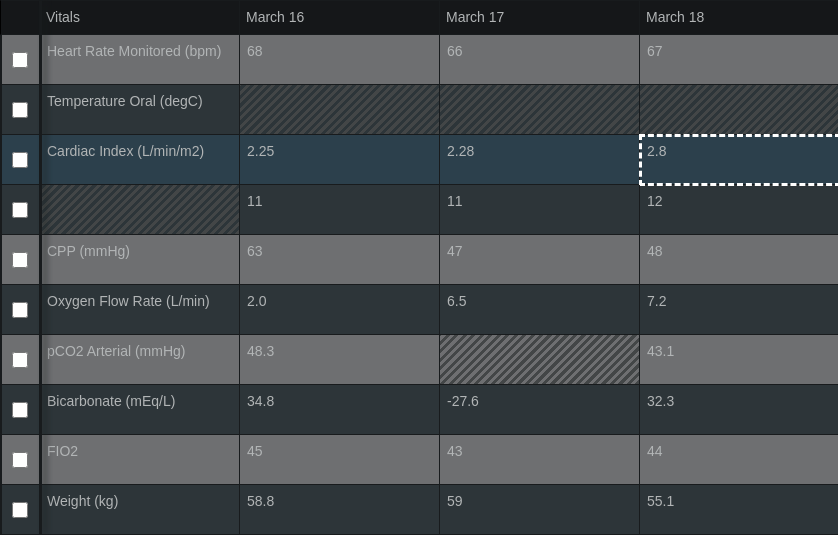 Vitals March 16 March 17 March 18
Heart Rate Monitored (bpm) 68 66 67
Temperature Oral (degC)
Cardiac Index (L/min/m2) 2.25 2.28 2.8
11 11 12
CPP (mmHg) 63 47 48
Oxygen Flow Rate (L/min) 2.0 6.5 7.2
pCO2 Arterial (mmHg) 48.3 43.1
Bicarbonate (mEq/L) 34.8 -27.6 32.3
FIO2 45 43 44
Weight (kg) 58.8 59 55.1